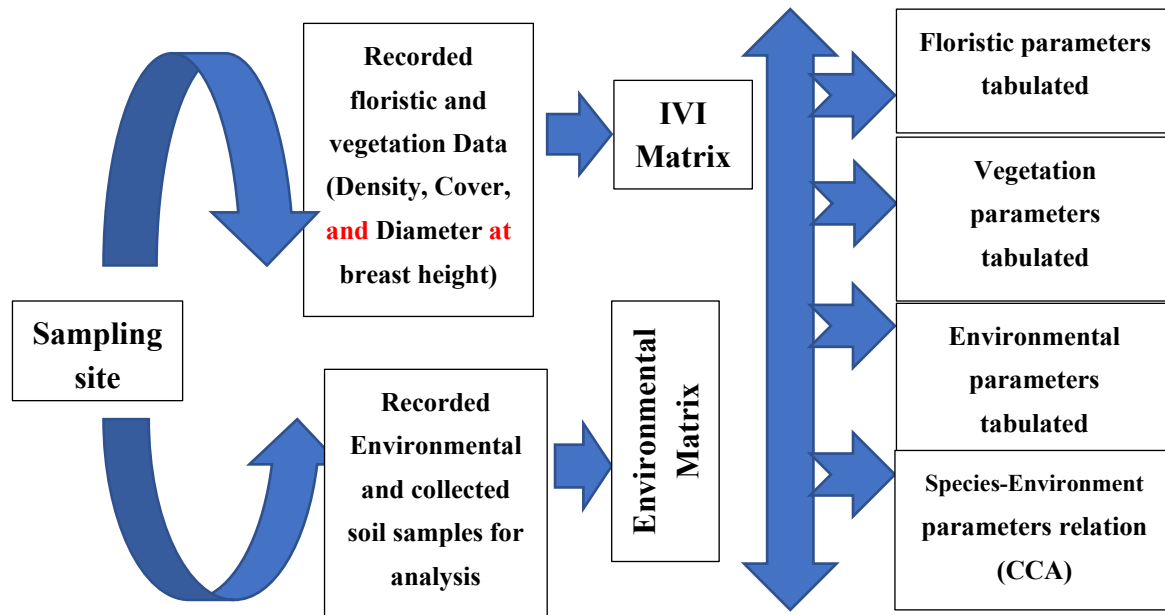 Sampling
site
Recorded
floristic and
vegetation Data
(Density, Cover,
and Diameter at
breast height)
Recorded
Environmental
and collected
soil samples for
analysis
IVI
Matrix
Environmental
Matrix
Floristic parameters
tabulated
Vegetation
parameters
tabulated
Environmental
parameters
tabulated
Species-Environment
parameters relation
(CCA)